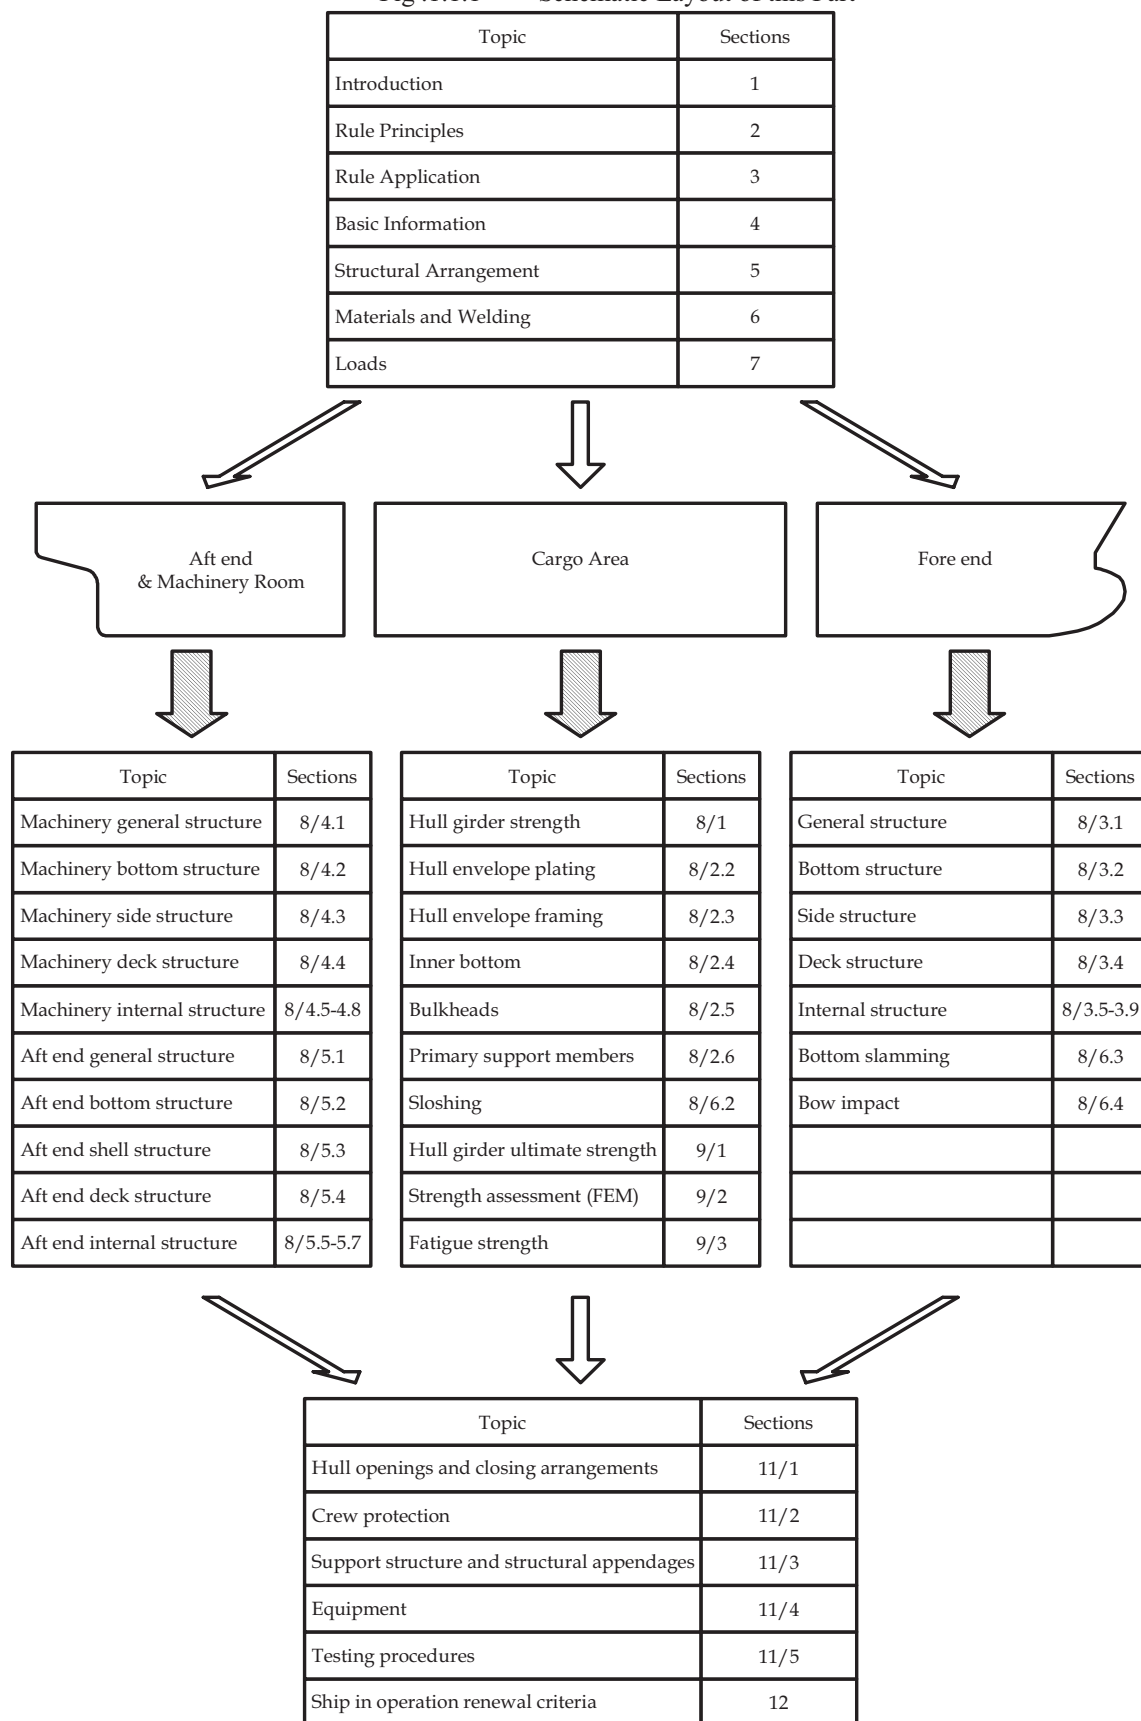 Topic Sections
Introduction 1
Rule Principles 2
Rule Application 3
Basic Information 4
Structural Arrangement 5
Materials and Welding 6
Loads 7
Aft end
& Machinery Room
Cargo Area
Fore end
Topic Sections
Machinery general structure 8/4.1
Machinery bottom structure 8/4.2
Machinery side structure 8/4.3
Machinery deck structure 8/4.4
Machinery internal structure 8/4.5-4.8
Aft end general structure 8/5.1
Aft end bottom structure 8/5.2
Aft end shell structure 8/5.3
Aft end deck structure 8/5.4
Aft end internal structure 8/5.5-5.7
Topic Sections
Hull girder strength 8/1
Hull envelope plating 8/2.2
Hull envelope framing 8/2.3
Inner bottom 8/2.4
Bulkheads 8/2.5
Primary support members 8/2.6
Sloshing 8/6.2
Hull girder ultimate strength 9/1
Strength assessment (FEM) 9/2
Fatigue strength 9/3
Topic Sections
General structure 8/3.1
Bottom structure 8/3.2
Side structure 8/3.3
Deck structure 8/3.4
Internal structure 8/3.5-3.9
Bottom slamming 8/6.3
Bow impact 8/6.4
Topic Sections
Hull openings and closing arrangements 11/1
Crew protection 11/2
Support structure and structural appendages 11/3
Equipment 11/4
Testing procedures 11/5
Ship in operation renewal criteria 12